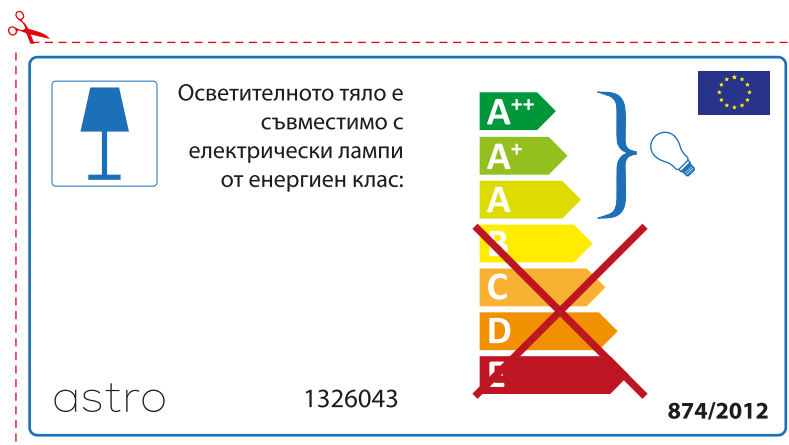 Осветителното тяло е
съвместимо с
електрически лампи
от енергиен клас:
A++
A+
A
B
C
D
E
astro
1326043
874/2012